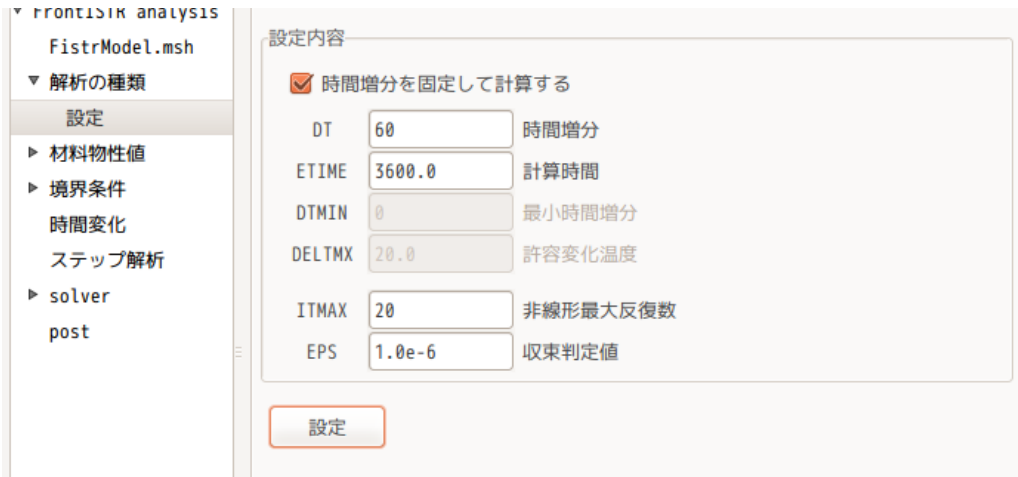 FrontISTR analysis
FistrModel.msh
解析の種類
設定
材料物性値
境界条件
時間変化
ステップ解析
solver
post
設定内容
時間増分を固定して計算する
DT 60 時間増分
ETIME 3600.0 計算時間
DTMIN 0 最小時間増分
DELTMX 20.0 許容変化温度
ITMAX 20 非線形最大反復数
EPS 1.0e-6 収束判定値
設定